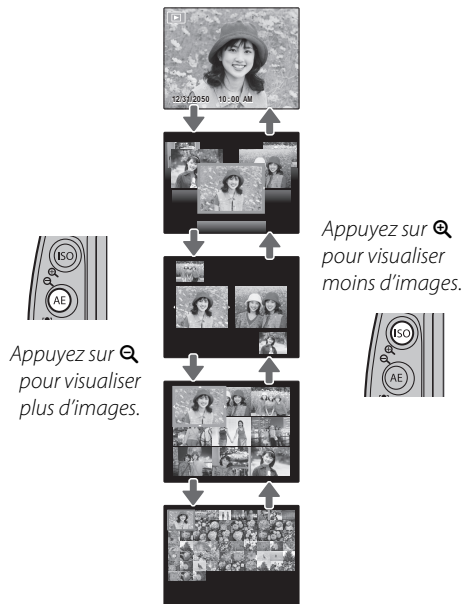 12/31/2050 10:00 AM
Appuyez sur
pour visualiser
moins d'images.
ISO
AE
Appuyez sur
pour visualiser
plus d'images.
ISO
AE